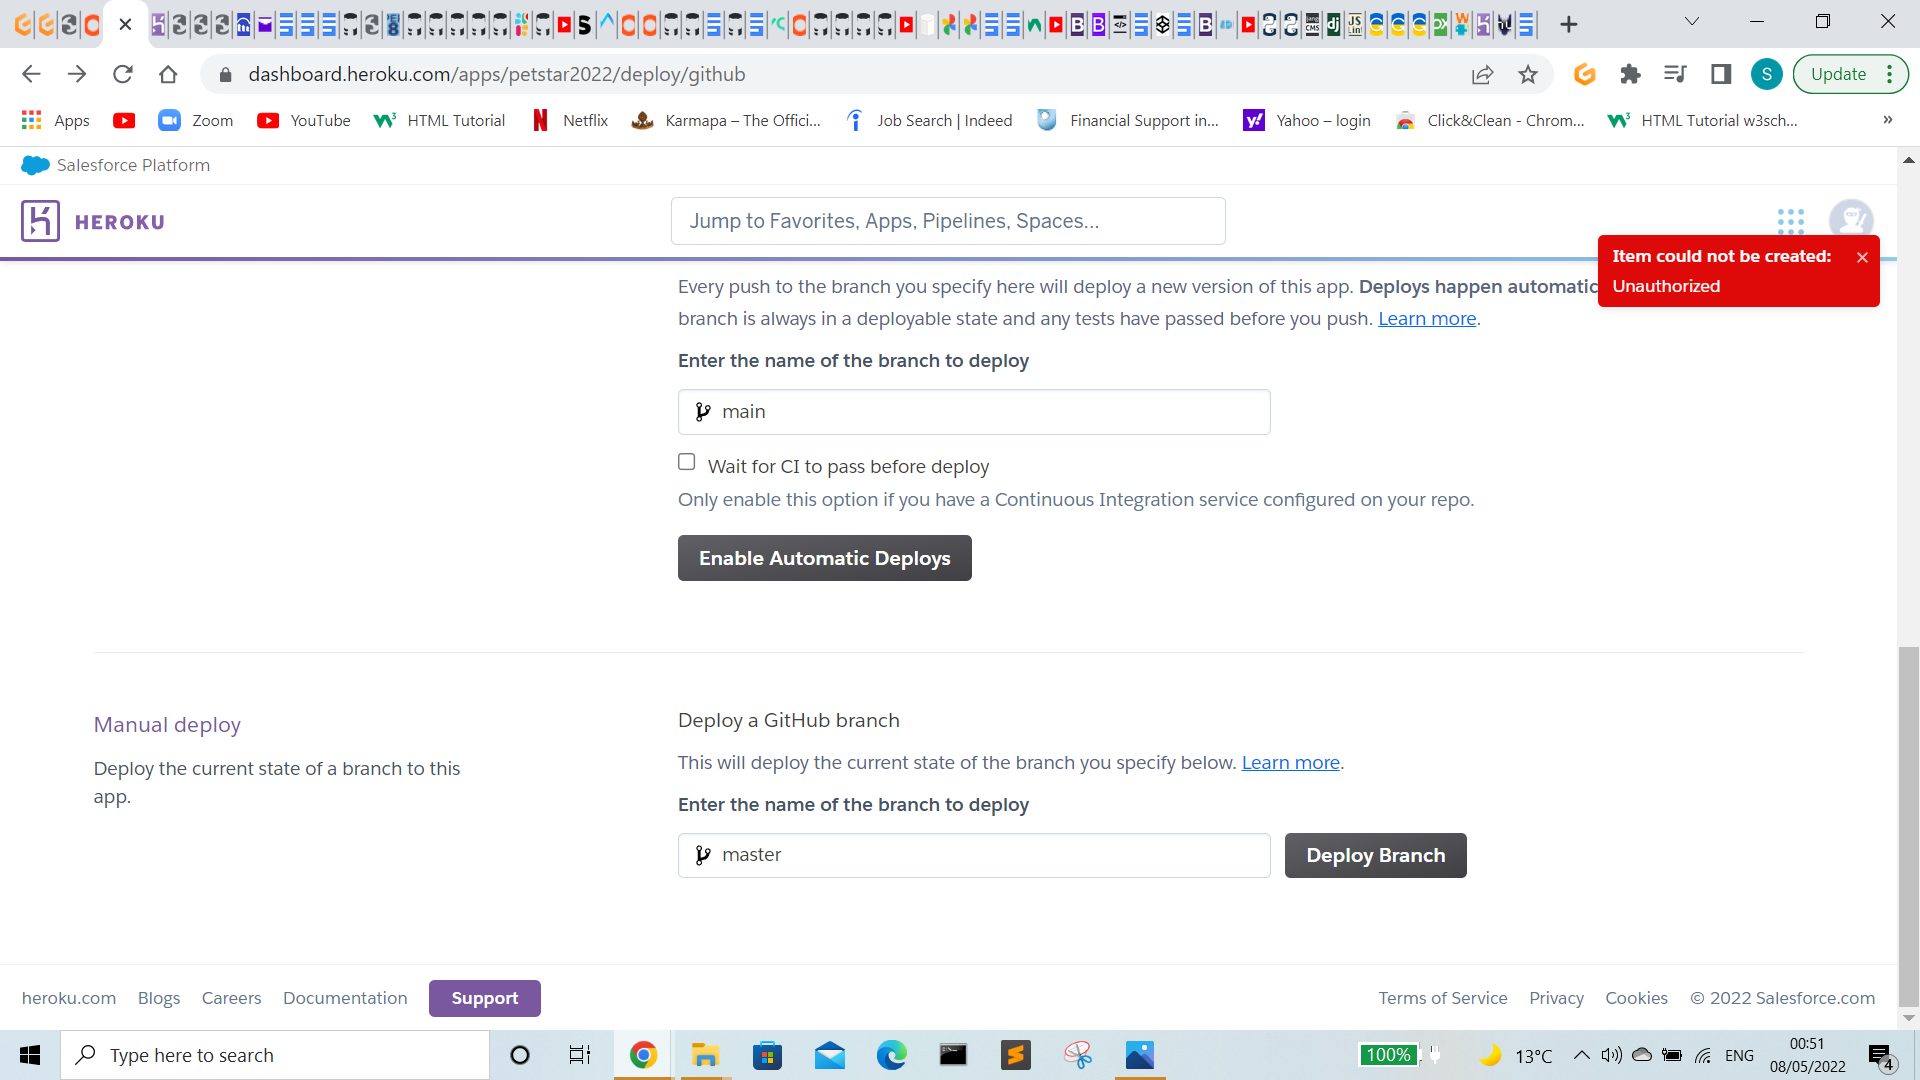 dashboard.heroku.com/apps/petstar2022/deploy/github
S
Update
Apps
Zoom
YouTube
HTML Tutorial
Netflix
Karmapa – The Offici...
Job Search | Indeed
Financial Support in...
Yahoo – login
Click&Clean - Chrom...
HTML Tutorial w3sch...
»
Salesforce Platform
HEROKU
Jump to Favorites, Apps, Pipelines, Spaces...
Item could not be created:
Unauthorized
Every push to the branch you specify here will deploy a new version of this app. Deploys happen automatic
branch is always in a deployable state and any tests have passed before you push. Learn more.
Enter the name of the branch to deploy
main
Wait for CI to pass before deploy
Only enable this option if you have a Continuous Integration service configured on your repo.
Enable Automatic Deploys
Manual deploy
Deploy the current state of a branch to this
app.
Deploy a GitHub branch
This will deploy the current state of the branch you specify below. Learn more.
Enter the name of the branch to deploy
master
Deploy Branch
heroku.com
Blogs
Careers
Documentation
Support
Terms of Service
Privacy
Cookies
© 2022 Salesforce.com
Type here to search
100%
13°C
ENG
00:51
08/05/2022
4